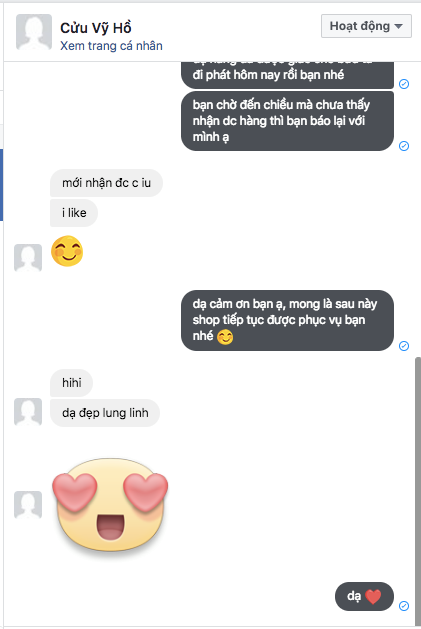 Cửu Vỹ Hồ
Xem trang cá nhân
Hoạt động
đi phát hôm nay rồi bạn nhé
bạn chờ đến chiều mà chưa thấy
nhận dc hàng thì bạn báo lại với
mình ạ
mới nhận đc c iu
i like
dạ cảm ơn bạn ạ, mong là sau này
shop tiếp tục được phục vụ bạn
nhé 😊
hihi
dạ đẹp lung linh
dạ ❤️